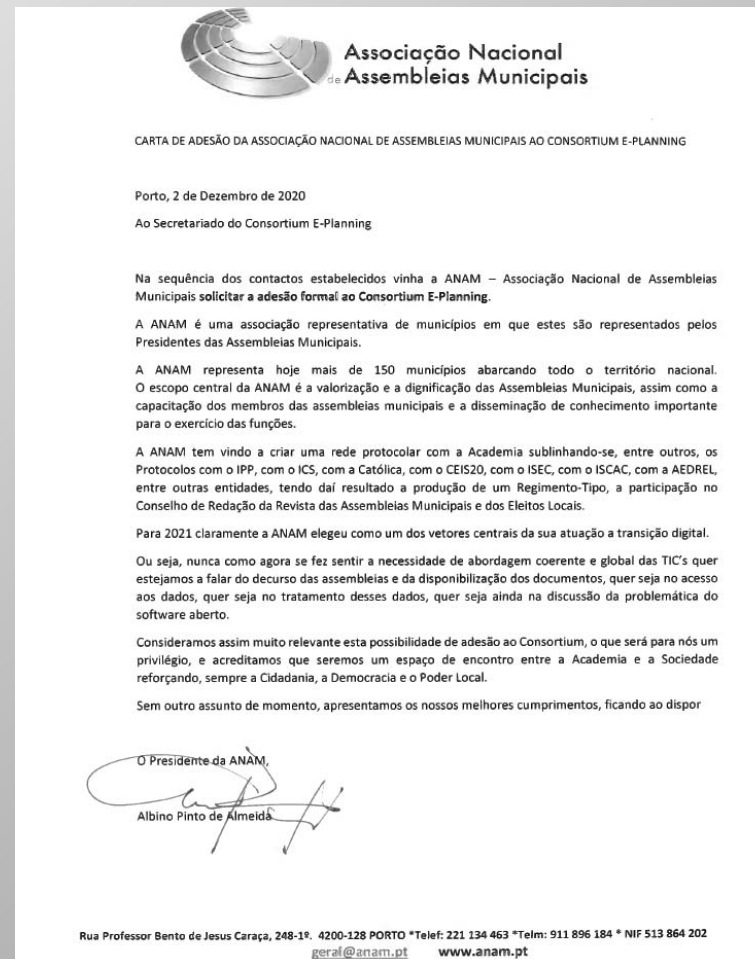 Associação Nacional
de Assembleias Municipais
CARTA DE ADESÃO DA ASSOCIAÇÃO NACIONAL DE ASSEMBLEIAS MUNICIPAIS AO CONSORTIUM E-PLANNING
Porto, 2 de Dezembro de 2020
Ao Secretariado do Consortium E-Planning
Na sequência dos contactos estabelecidos vinha a ANAM – Associação Nacional de Assembleias
Municipais solicitar a adesão formal ao Consortium E-Planning.
A ANAM é uma associação representativa de municípios em que estes são representados pelos
Presidentes das Assembleias Municipais.
A ANAM representa hoje mais de 150 municípios abarcando todo o território nacional.
O escopo central da ANAM é a valorização e a dignificação das Assembleias Municipais, assim como a
capacitação dos membros das assembleias municipais e a disseminação de conhecimento importante
para o exercício das funções.
A ANAM tem vindo a criar uma rede protocolar com a Academia sublinhando-se, entre outros, os
Protocolos com o IPP, com o ICS, com a Católica, com o CEIS20, com o ISEC, com o ISCAC, com a AEDREL,
entre outras entidades, tendo daí resultado a produção de um Regimento-Tipo, a participação no
Conselho de Redação da Revista das Assembleias Municipais e dos Eleitos Locais.
Para 2021 claramente a ANAM elegeu como um dos vetores centrais da sua atuação a transição digital.
Ou seja, nunca como agora se fez sentir a necessidade de abordagem coerente e global das TIC's quer
estejamos a falar do decurso das assembleias e da disponibilização dos documentos, quer seja no acesso
aos dados, quer seja no tratamento desses dados, quer seja ainda na discussão da problemática do
software aberto.
Consideramos assim muito relevante esta possibilidade de adesão ao Consortium, o que será para nós um
privilégio, e acreditamos que seremos um espaço de encontro entre a Academia e a Sociedade
reforçando, sempre a Cidadania, a Democracia e o Poder Local.
Sem outro assunto de momento, apresentamos os nossos melhores cumprimentos, ficando ao dispor
O Presidente da ANAM,
Albino Pinto de Almeida
Rua Professor Bento de Jesus Caraça, 248-1º. 4200-128 PORTO *Telef: 221 134 463 *Telm: 911 896 184 * NIF 513 864 202
geral@anam.pt www.anam.pt